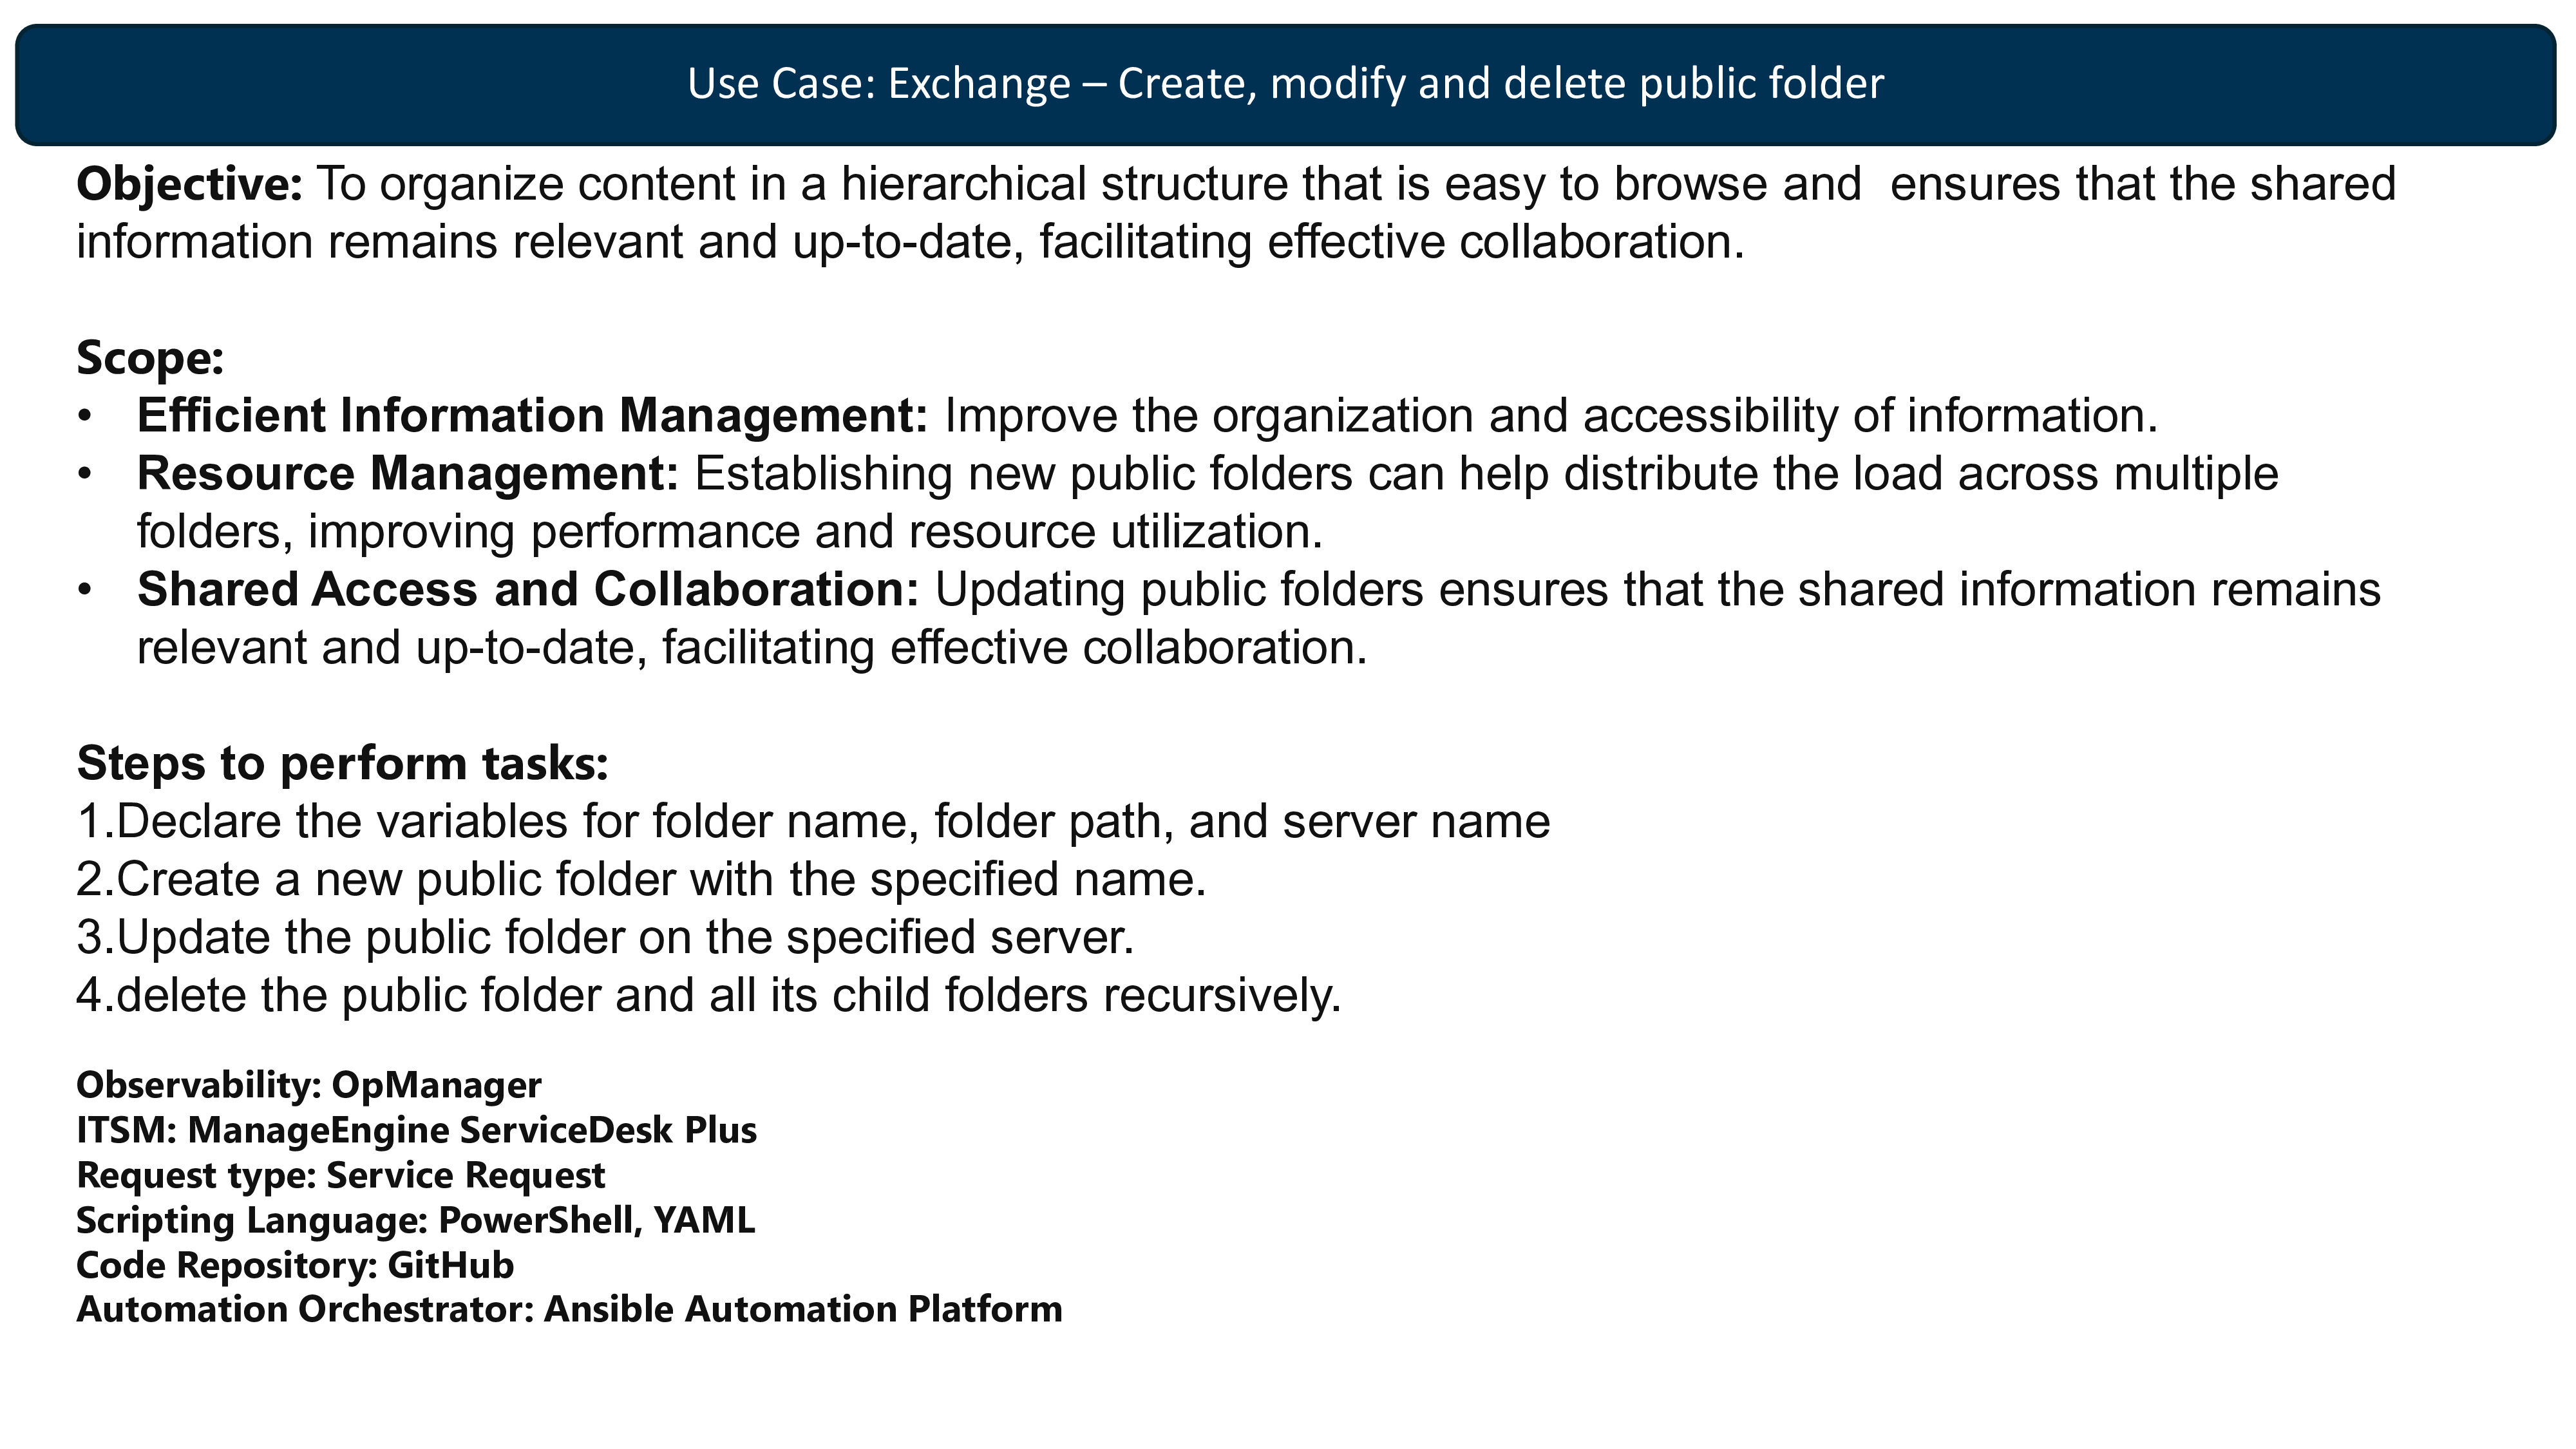 Use Case: Exchange – Create, modify and delete public folder
Objective: To organize content in a hierarchical structure that is easy to browse and  ensures that the shared
information remains relevant and up-to-date, facilitating effective collaboration.
Scope:
• Efficient Information Management: Improve the organization and accessibility of information.
• Resource Management: Establishing new public folders can help distribute the load across multiple
folders, improving performance and resource utilization.
• Shared Access and Collaboration: Updating public folders ensures that the shared information remains
relevant and up-to-date, facilitating effective collaboration.
Steps to perform tasks:
1.Declare the variables for folder name, folder path, and server name
2.Create a new public folder with the specified name.
3.Update the public folder on the specified server.
4.delete the public folder and all its child folders recursively.
Observability: OpManager
ITSM: ManageEngine ServiceDesk Plus
Request type: Service Request
Scripting Language: PowerShell, YAML
Code Repository: GitHub
Automation Orchestrator: Ansible Automation Platform